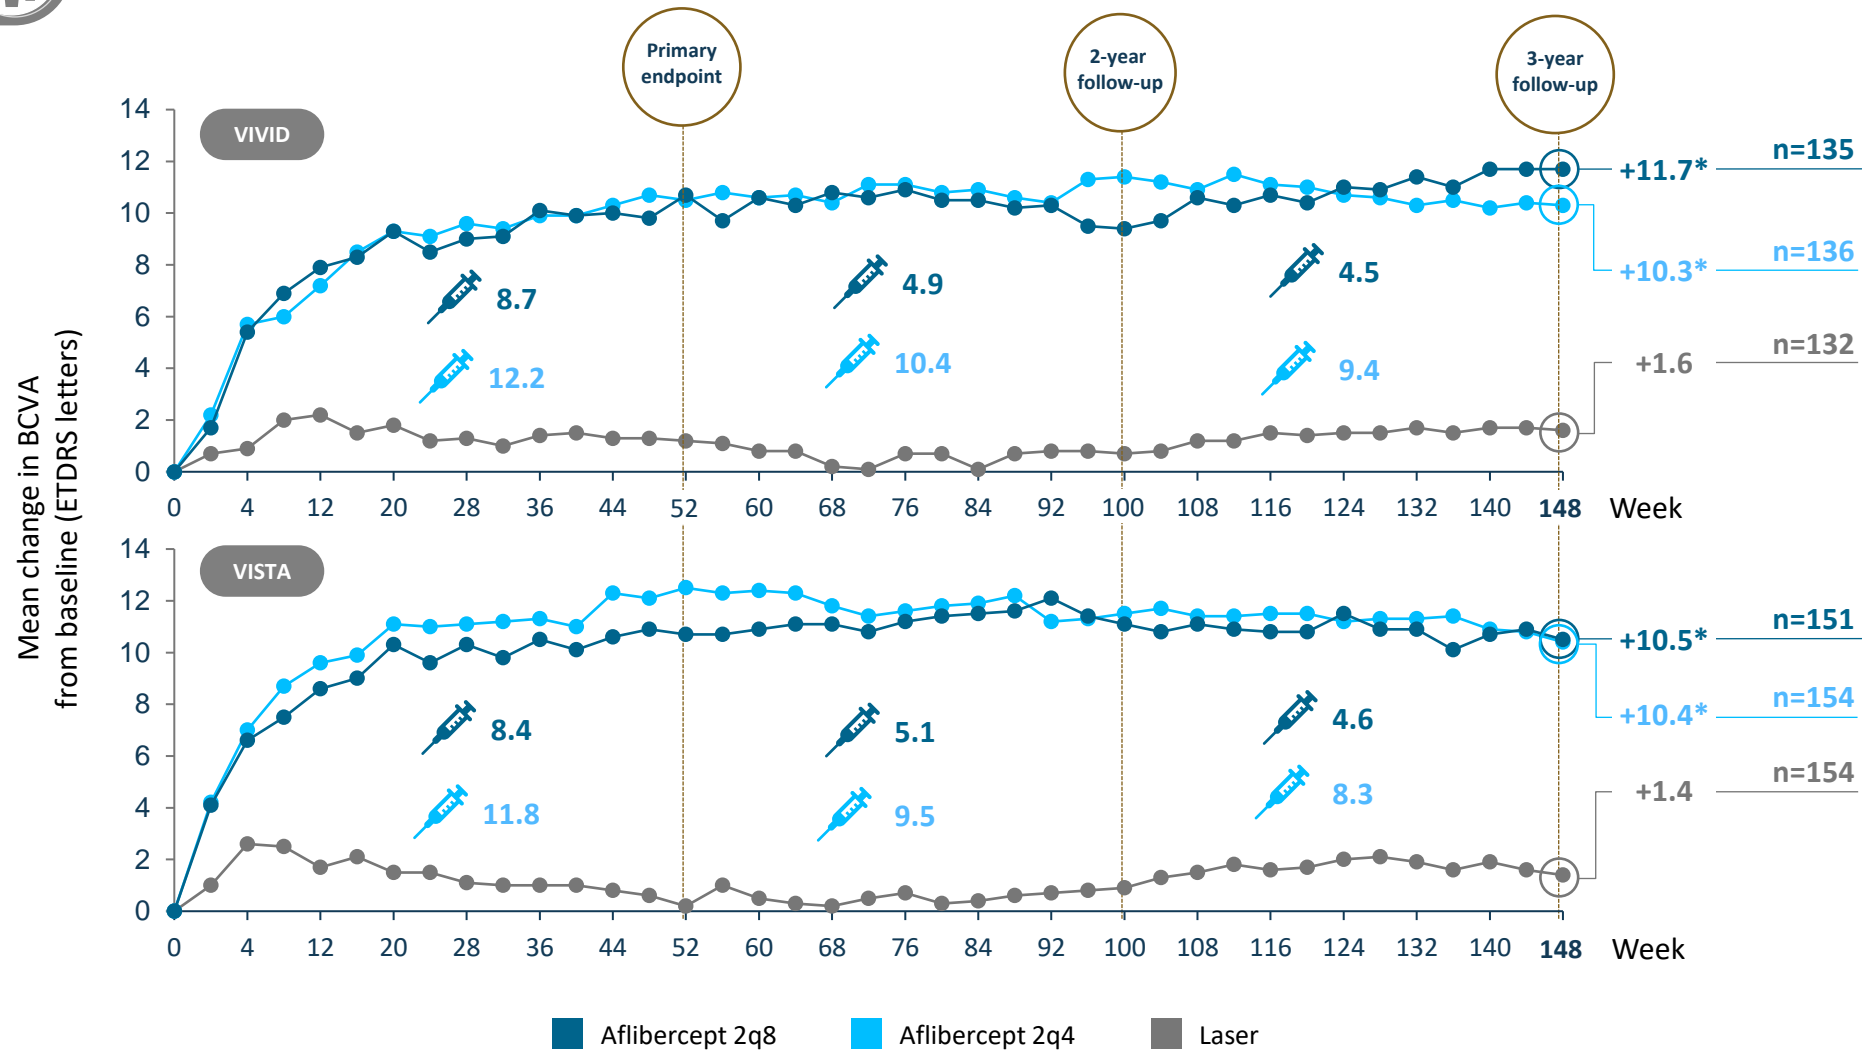 Primary
endpoint
2-year
follow-up
3-year
follow-up
Mean change in BCVA
from baseline (ETDRS letters)
VIVID
14
12
10
8
6
4
2
0
8.7
4.9
4.5
12.2
10.4
9.4
+11.7* n=135
+10.3* n=136
+1.6 n=132
0 4 12 20 28 36 44 52 60 68 76 84 92 100 108 116 124 132 140 148 Week
VISTA
14
12
10
8
6
4
2
0
8.4
5.1
4.6
11.8
9.5
8.3
+10.5* n=151
+10.4* n=154
+1.4 n=154
0 4 12 20 28 36 44 52 60 68 76 84 92 100 108 116 124 132 140 148 Week
Aflibercept 2q8 Aflibercept 2q4 Laser